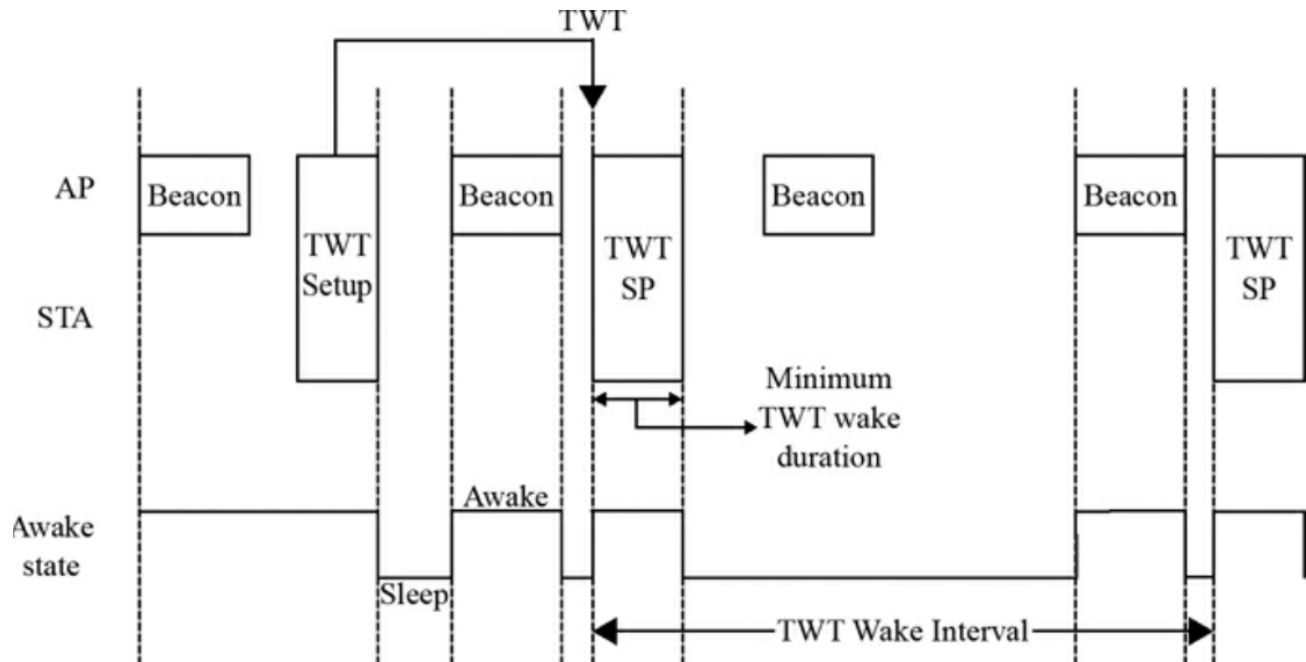 TWT
AP
Beacon
TWT
Setup
Beacon
TWT
SP
Beacon
Beacon
TWT
SP
STA
Minimum
TWT wake
duration
Awake
state
Awake
Sleep
TWT Wake Interval